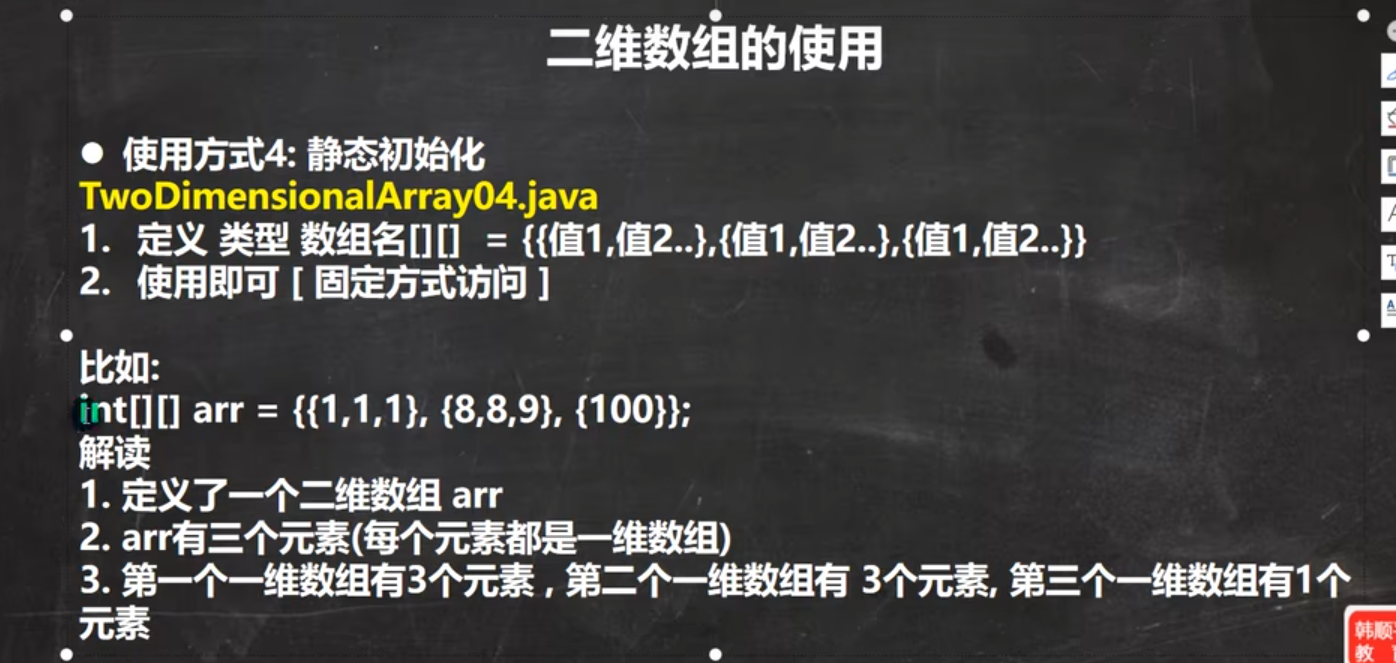 二维数组的使用
● 使用方式4: 静态初始化
TwoDimensionalArray04.java
1. 定义 类型 数组名[][] = {{值1,值2..},{值1,值2..},{值1,值2..}}
2. 使用即可 [ 固定方式访问 ]
比如:
int[][] arr = {{1,1,1}, {8,8,9}, {100}};
解读
1. 定义了一个二维数组 arr
2. arr有三个元素(每个元素都是一维数组)
3. 第一个一维数组有3个元素 , 第二个一维数组有 3个元素, 第三个一维数组有1个
元素
韩顺
教